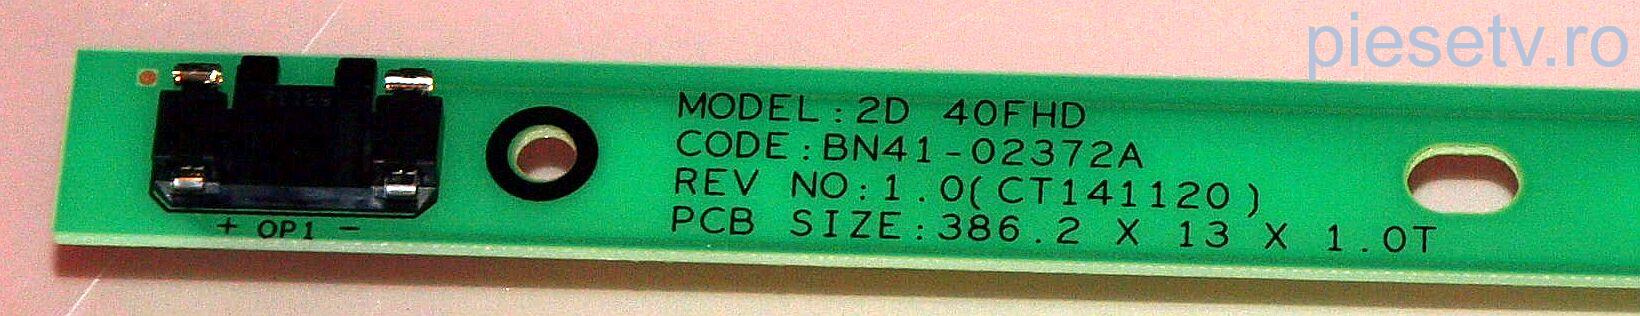 piesetv.ro
MODEL:2D 40FHD
CODE:BN41-02372A
REV NO:1.0(CT141120)
PCB SIZE:386.2 X 13 X 1.0T
+ OP1 -